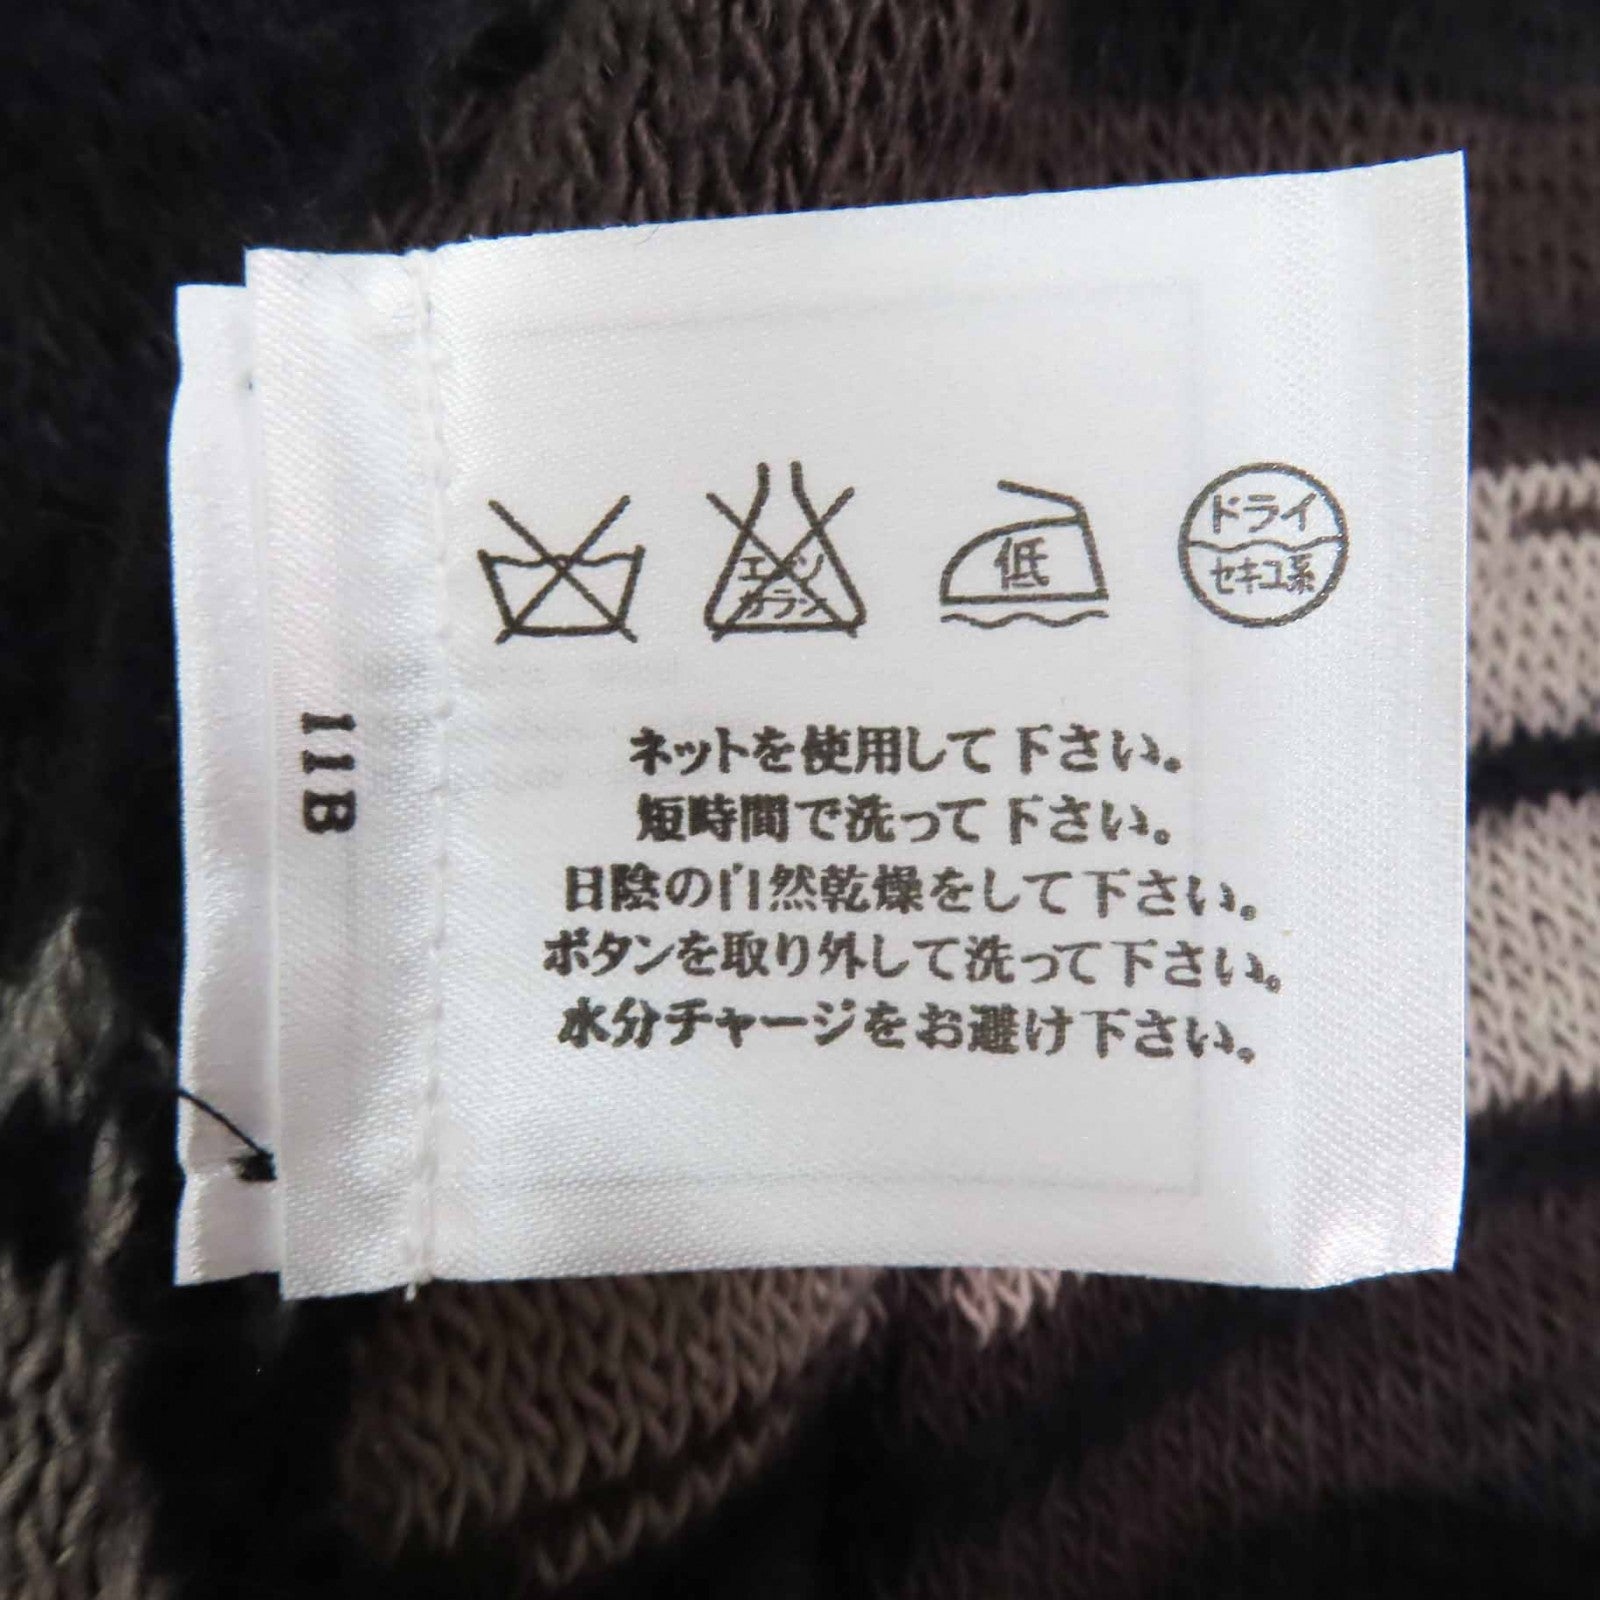 エンソ
サラシ
低
ドライ
セキユ系
ネットを使用して下さい。
短時間で洗って下さい。
日陰の自然乾燥をして下さい。
ボタンを取り外して洗って下さい。
水分チャージをお避け下さい。
11B